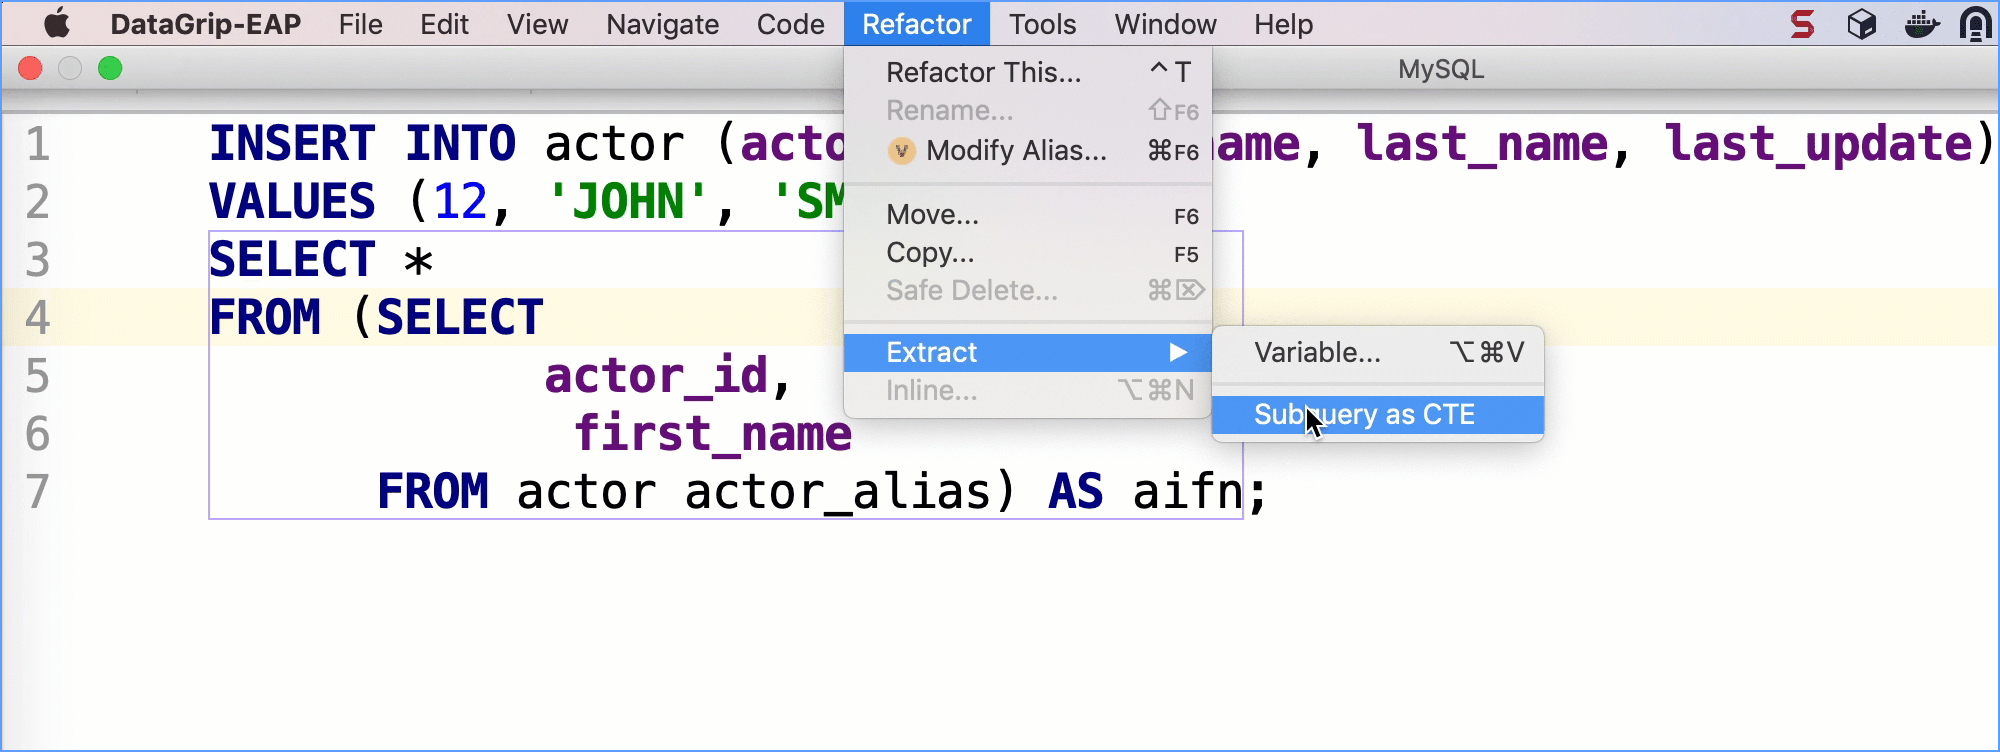 DataGrip-EAP File Edit View Navigate Code Refactor Tools Window Help
MySQL
Refactor This... ^ T
Rename... ⇧F6
Modify Alias... ⌘F6
Move... F6
Copy... F5
Safe Delete... ⌘⌦
Extract ▶
Inline... ⌥⌘N
Variable... ⌥⌘V
Subquery as CTE
1 INSERT INTO actor (acto ame, last_name, last_update)
2 VALUES (12, 'JOHN', 'SM
3 SELECT *
4 FROM (SELECT
5 actor_id,
6 first_name
7 FROM actor actor_alias) AS aifn;